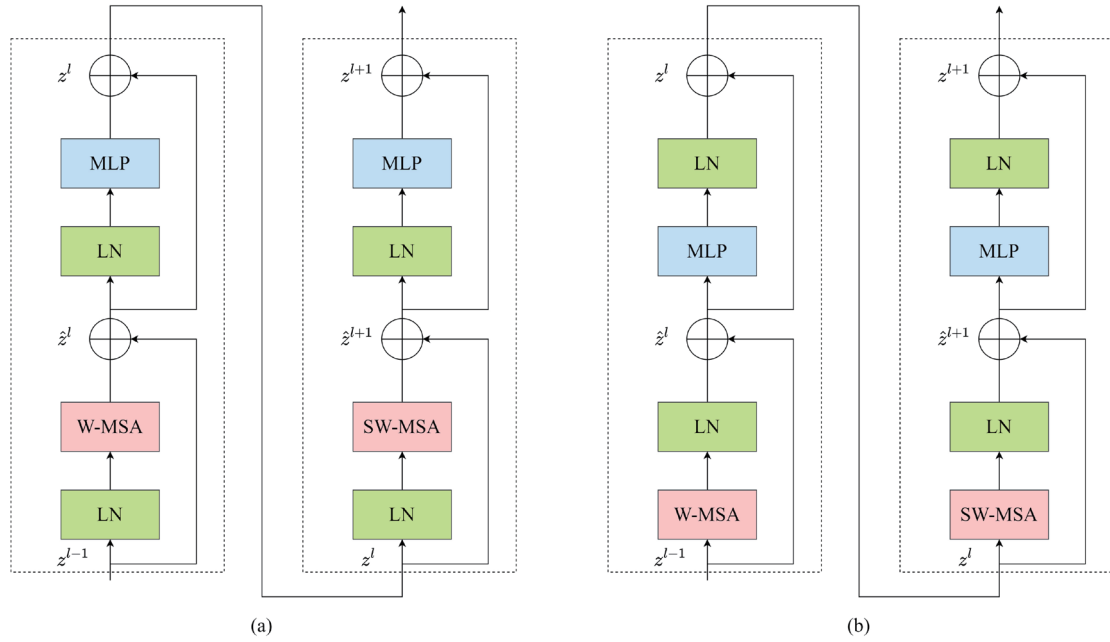 z^l
MLP
LN
ẑ^l
W-MSA
LN
z^{l-1}
z^{l+1}
MLP
LN
ẑ^{l+1}
SW-MSA
LN
z^l
(a)
z^l
LN
MLP
ẑ^l
LN
W-MSA
z^{l-1}
z^{l+1}
LN
MLP
ẑ^{l+1}
LN
SW-MSA
z^l
(b)